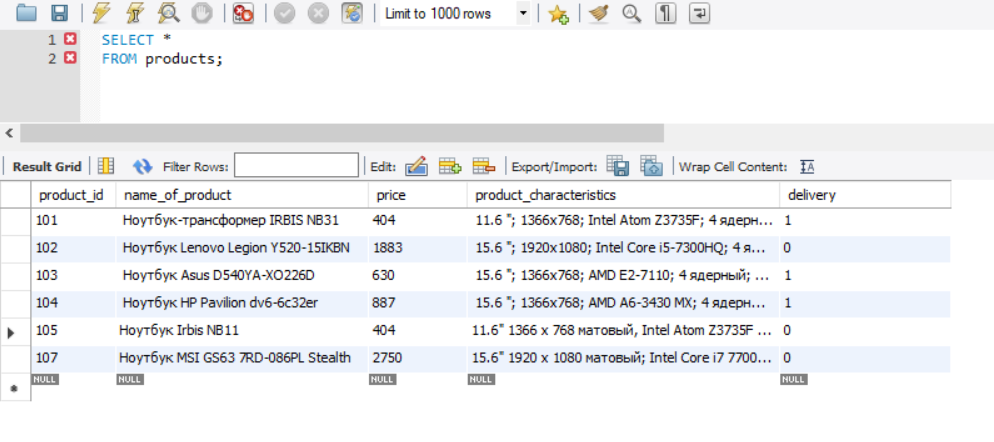 Limit to 1000 rows
1 SELECT *
2 FROM products;
Result Grid Filter Rows: Edit: Export/Import: Wrap Cell Content:
product_id name_of_product price product_characteristics delivery
101 Ноутбук-трансформер IRBIS NB31 404 11.6 "; 1366x768; Intel Atom Z3735F; 4 ядерн... 1
102 Ноутбук Lenovo Legion Y520-15IKBN 1883 15.6 "; 1920x1080; Intel Core i5-7300HQ; 4 я... 0
103 Ноутбук Asus D540YA-XO226D 630 15.6 "; 1366x768; AMD E2-7110; 4 ядерный; ... 1
104 Ноутбук HP Pavilion dv6-6c32er 887 15.6 "; 1366x768; AMD A6-3430 MX; 4 ядерн... 1
105 Ноутбук Irbis NB11 404 11.6" 1366 x 768 матовый, Intel Atom Z3735F ... 0
107 Ноутбук MSI GS63 7RD-086PL Stealth 2750 15.6" 1920 x 1080 матовый; Intel Core i7 7700... 0
NULL NULL NULL NULL NULL